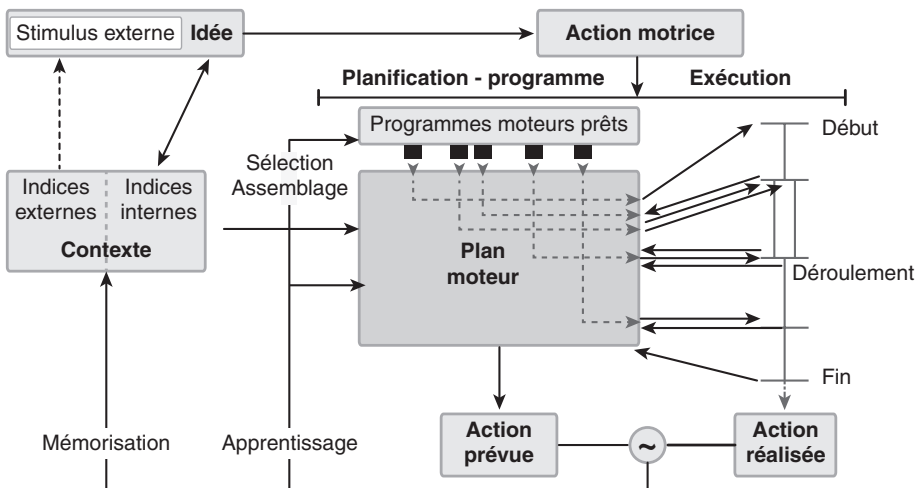 Stimulus externe Idée
Action motrice
Planification - programme
Exécution
Programmes moteurs prêts
Début
Sélection
Assemblage
Indices
externes
Indices
internes
Contexte
Plan
moteur
Déroulement
Fin
Mémorisation
Apprentissage
Action
prévue
~
Action
réalisée